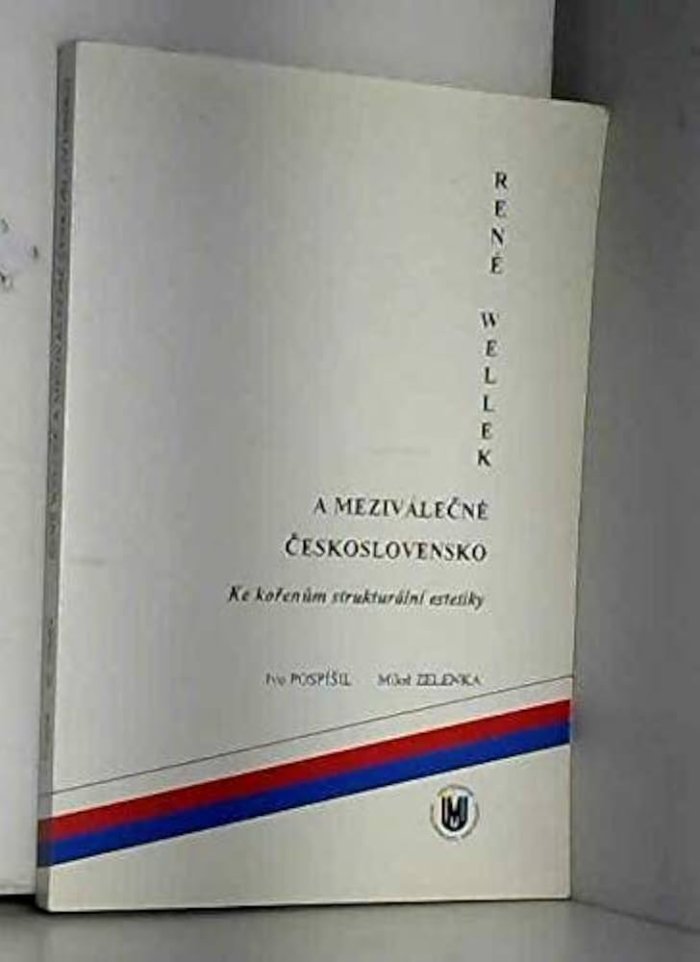 RENÉ WELLEK
A MEZIVÁLEČNÉ
ČESKOSLOVENSKO
Ke kořenům strukturální estetiky
Ivo POSPÍŠIL Miloš ZELENKA